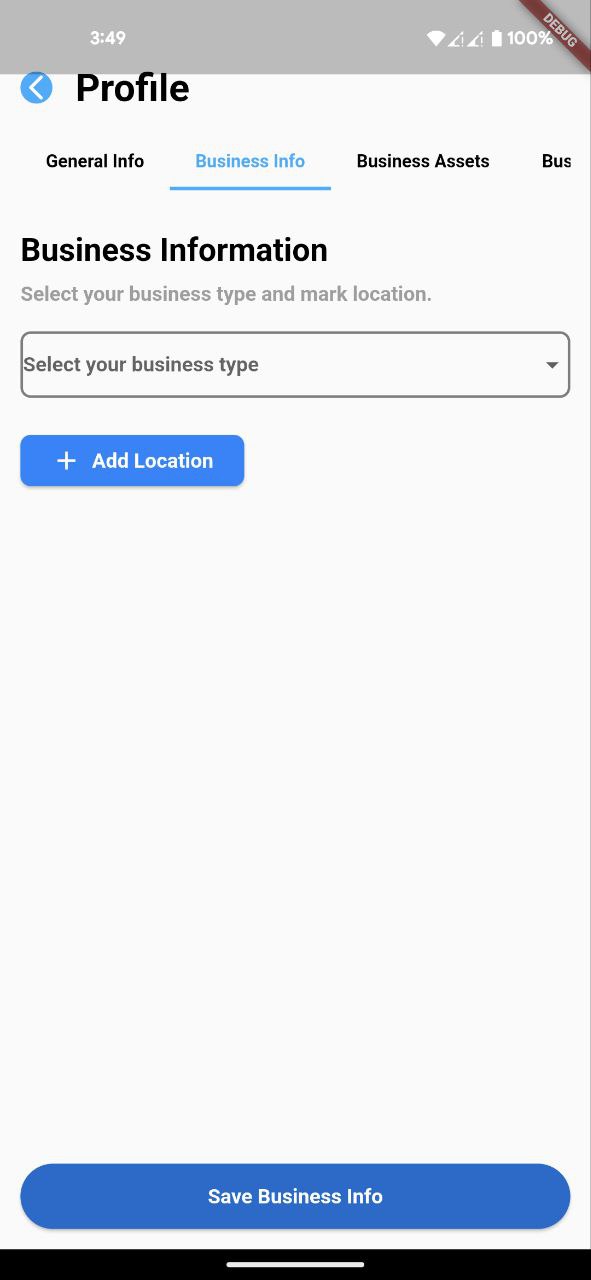 3:49
100%
DEBUG
Profile
General Info
Business Info
Business Assets
Bus
Business Information
Select your business type and mark location.
Select your business type
Add Location
Save Business Info